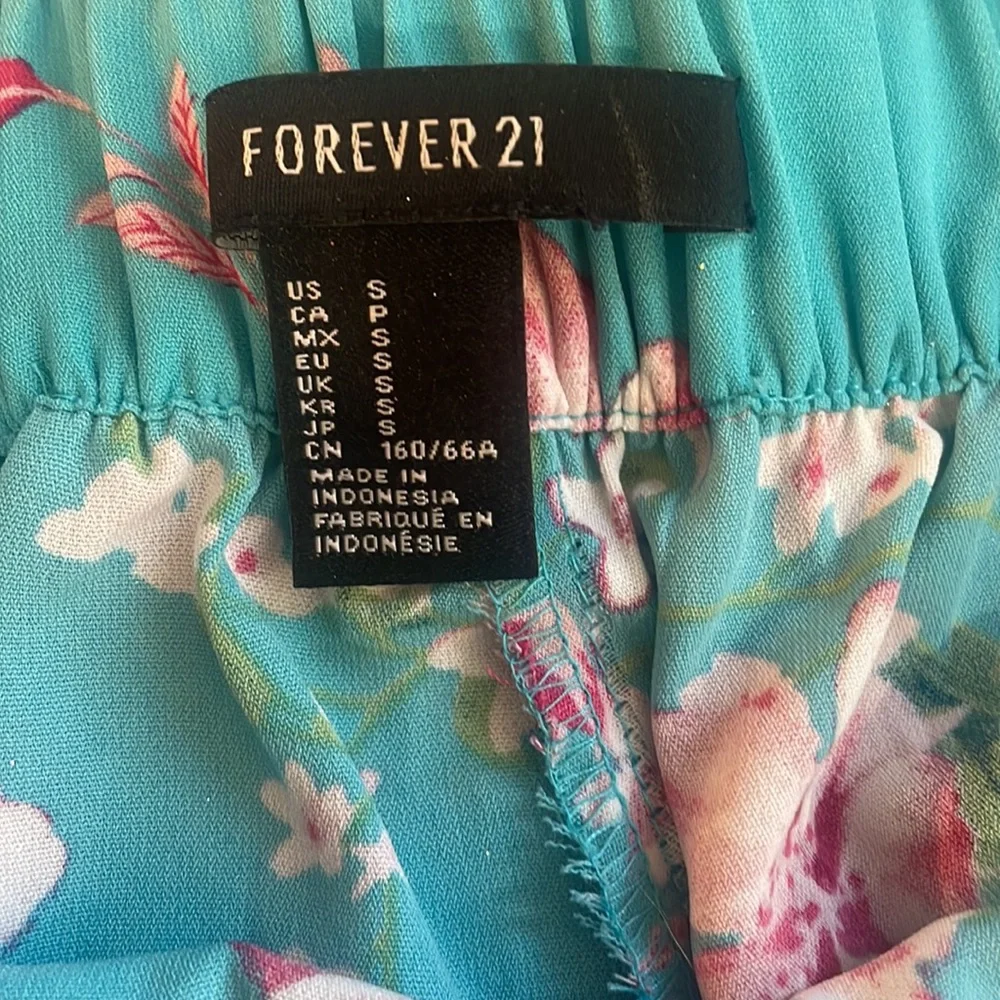 FOREVER 21
US S
CA P
MX S
EU S
UK S
KR S
JP S
CN 160/66A
MADE IN
INDONESIA
FABRIQUÉ EN
INDONÉSIE